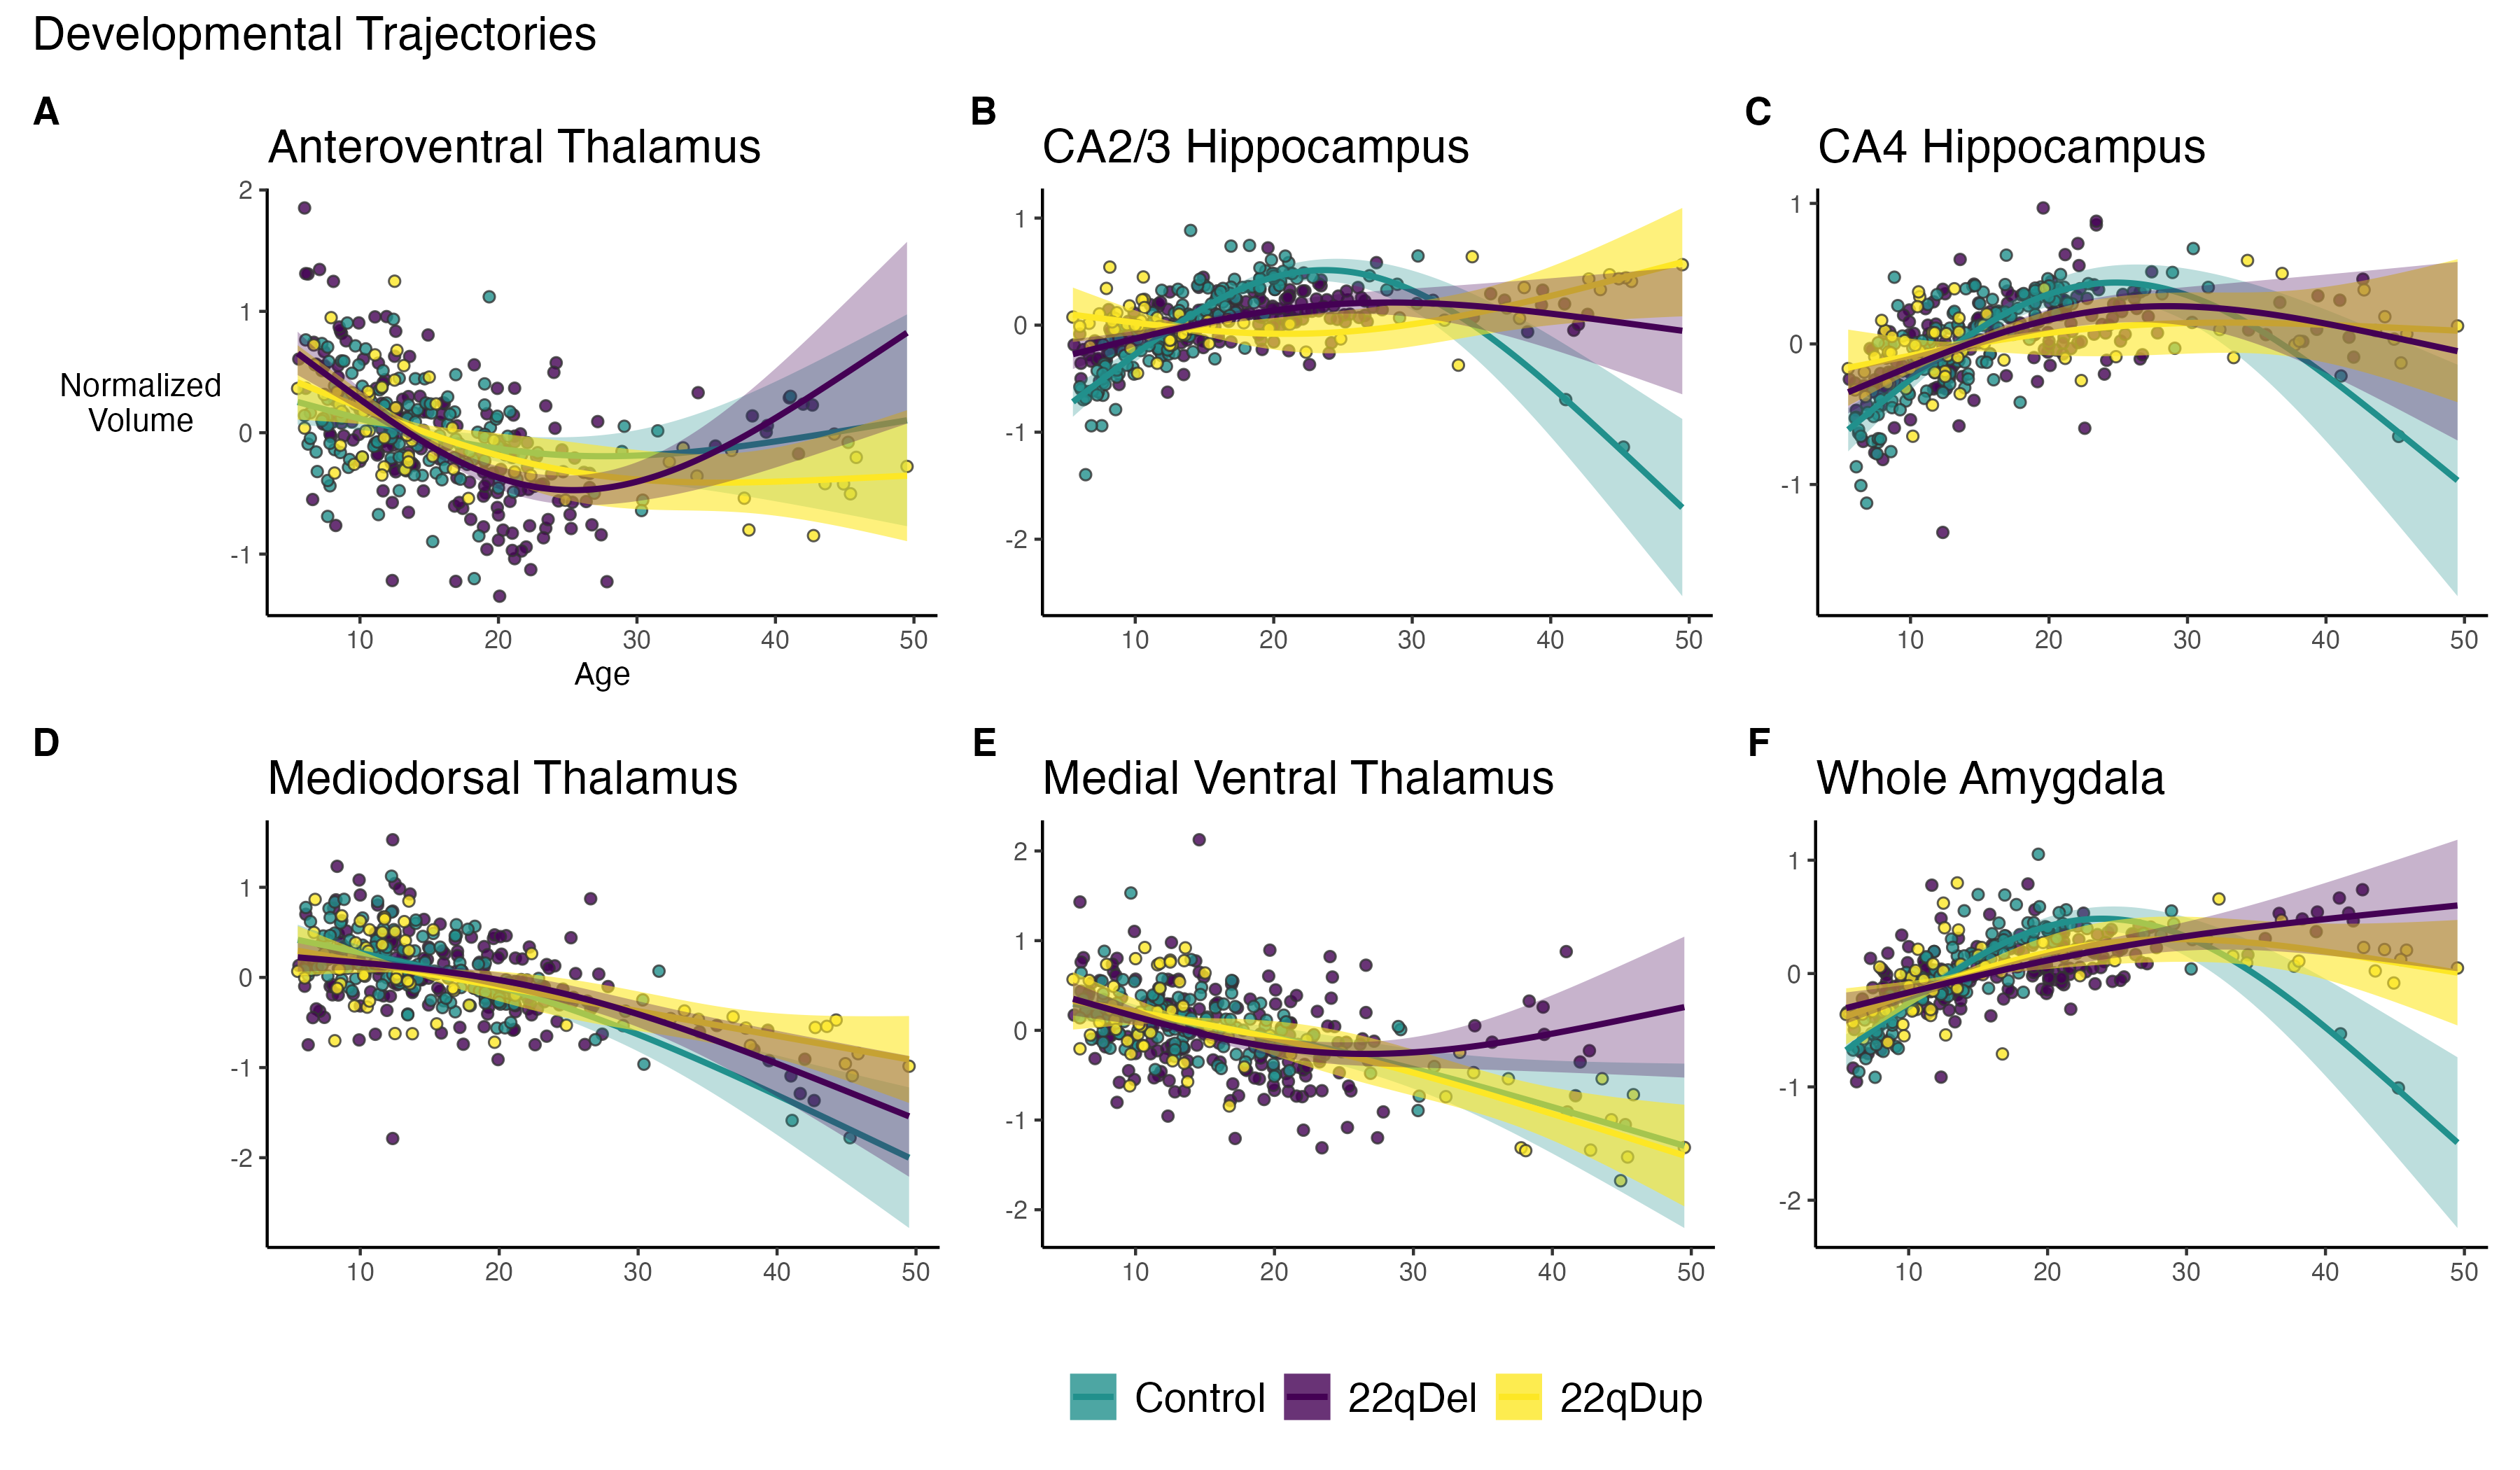 Developmental Trajectories
A
B
C
Anteroventral Thalamus
CA2/3 Hippocampus
CA4 Hippocampus
Normalized
Volume
2
1
0
-1
10 20 30 40 50
Age
1
0
-1
-2
10 20 30 40 50
1
0
-1
10 20 30 40 50
D
E
F
Mediodorsal Thalamus
Medial Ventral Thalamus
Whole Amygdala
1
0
-1
-2
10 20 30 40 50
2
1
0
-1
-2
10 20 30 40 50
1
0
-1
-2
10 20 30 40 50
Control 22qDel 22qDup